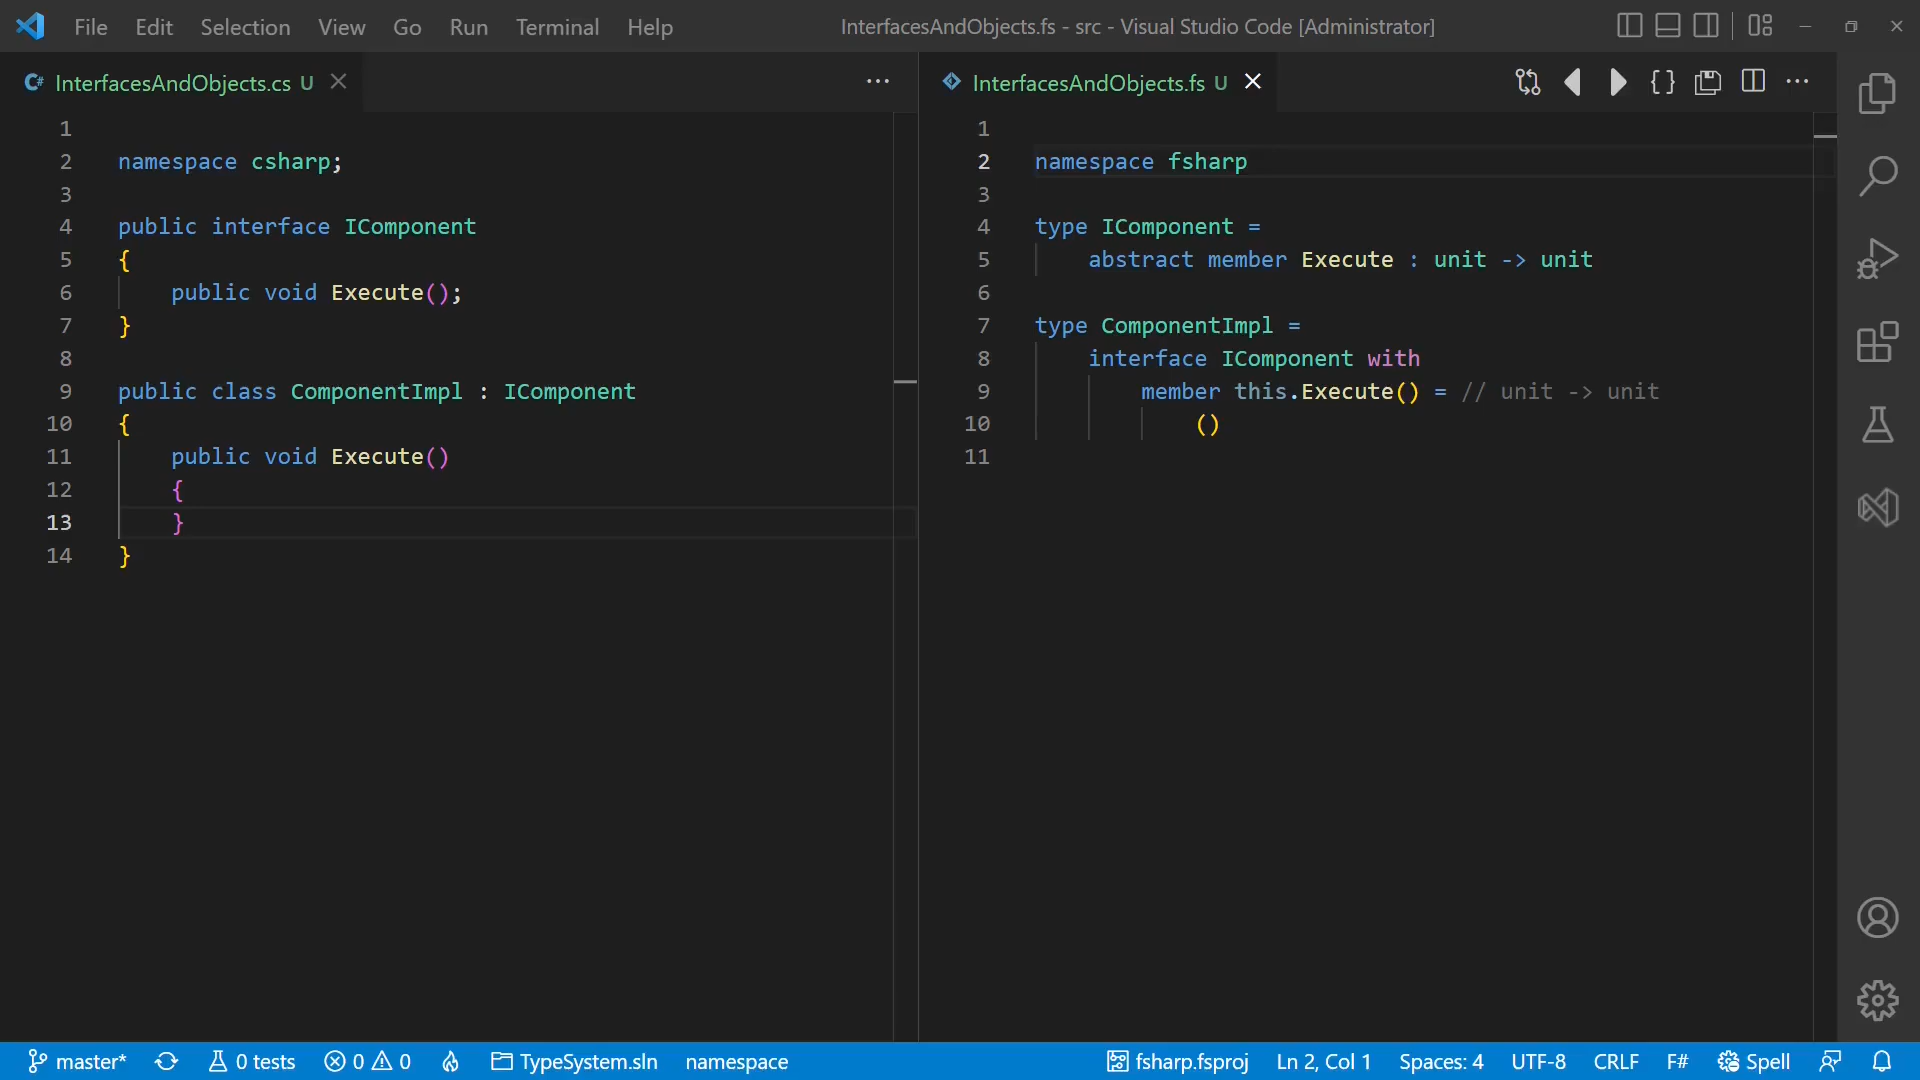 File Edit Selection View Go Run Terminal Help InterfacesAndObjects.fs - src - Visual Studio Code [Administrator]
C# InterfacesAndObjects.cs U
1
2 namespace csharp;
3
4 public interface IComponent
5 {
6 public void Execute();
7 }
8
9 public class ComponentImpl : IComponent
10 {
11 public void Execute()
12 {
13 }
14 }
InterfacesAndObjects.fs U
1
2 namespace fsharp
3
4 type IComponent =
5 abstract member Execute : unit -> unit
6
7 type ComponentImpl =
8 interface IComponent with
9 member this.Execute() = // unit -> unit
10 ()
11
master* 0 tests 0 0 TypeSystem.sln namespace fsharp.fsproj Ln 2, Col 1 Spaces: 4 UTF-8 CRLF F# Spell